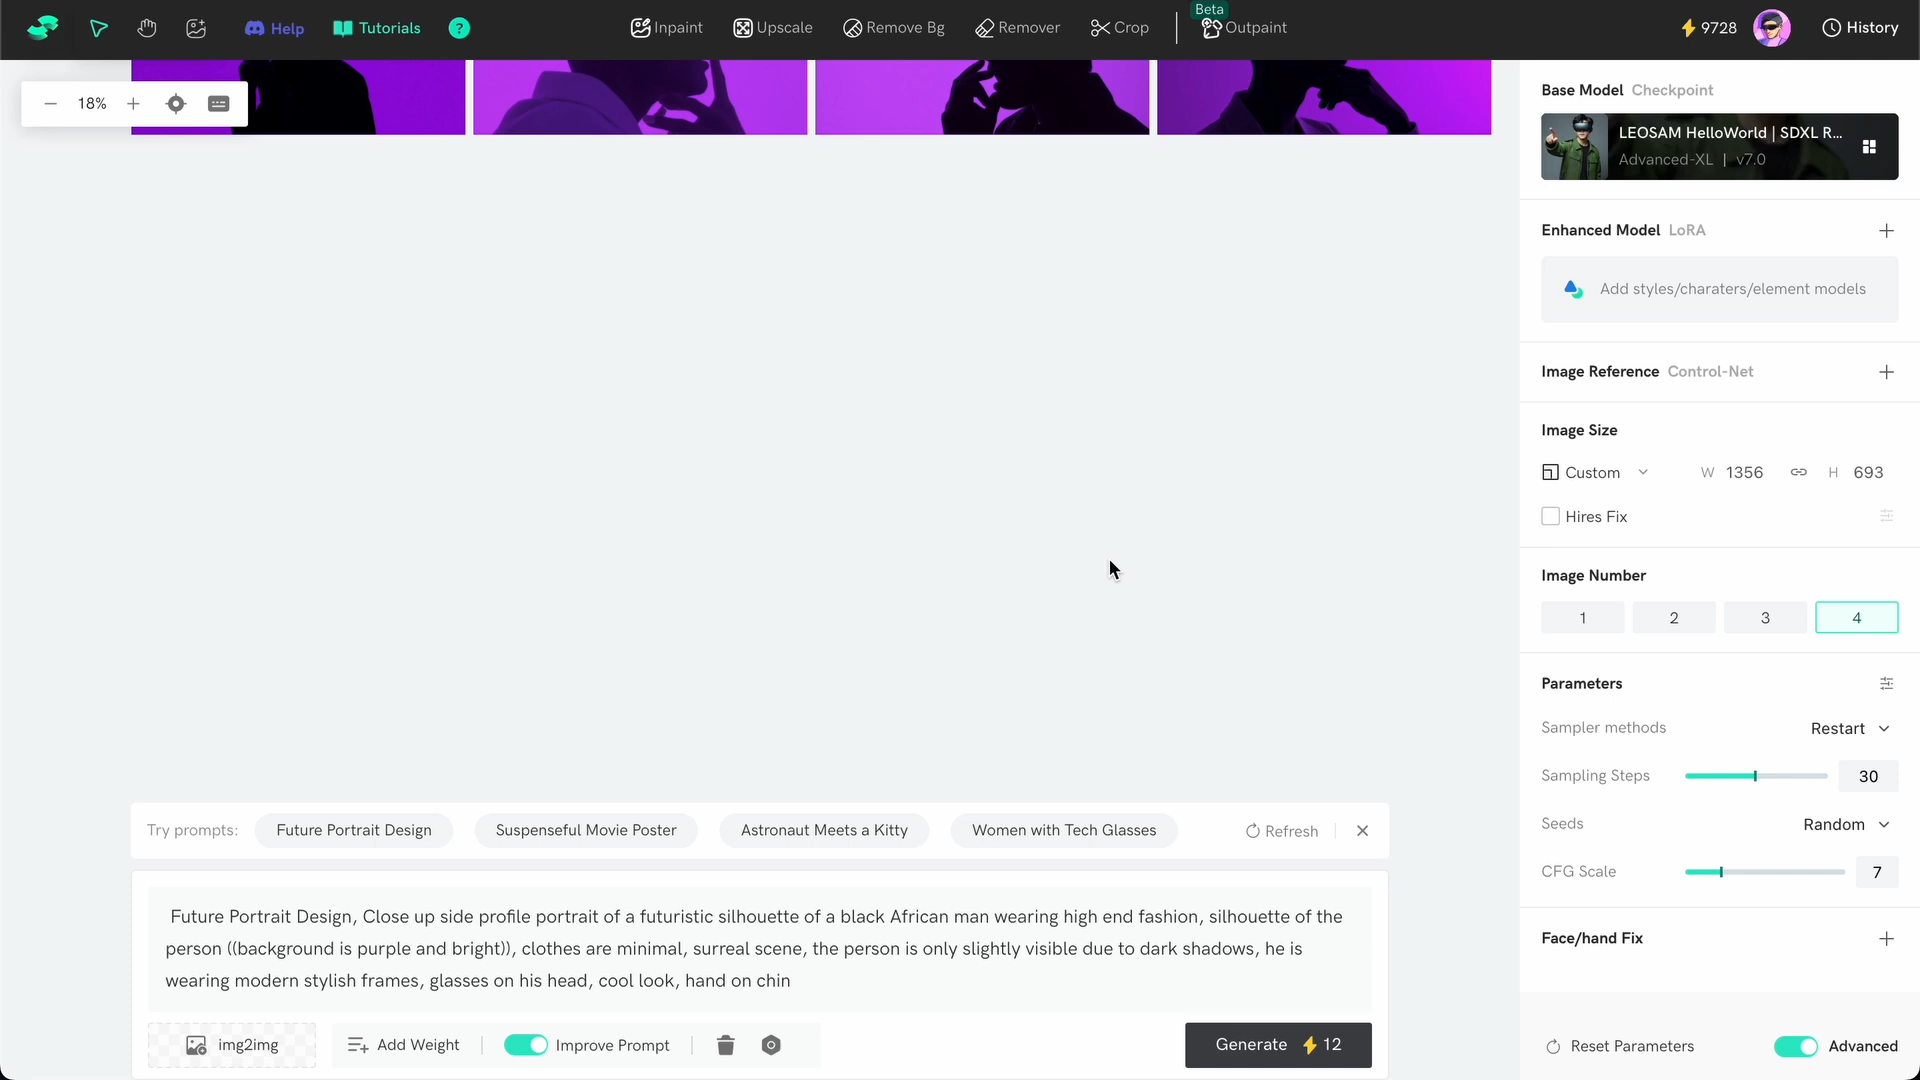 Help
Tutorials
?
Inpaint
Upscale
Remove Bg
Remover
Crop
Beta
Outpaint
9728
History
18%
Base Model Checkpoint
LEOSAM HelloWorld | SDXL R...
Advanced-XL | v7.0
Enhanced Model LoRA
Add styles/charaters/element models
Image Reference Control-Net
Image Size
Custom
W 1356
H 693
Hires Fix
Image Number
1
2
3
4
Parameters
Sampler methods
Restart
Sampling Steps
30
Seeds
Random
CFG Scale
7
Face/hand Fix
Reset Parameters
Advanced
Try prompts:
Future Portrait Design
Suspenseful Movie Poster
Astronaut Meets a Kitty
Women with Tech Glasses
Refresh
Future Portrait Design, Close up side profile portrait of a futuristic silhouette of a black African man wearing high end fashion, silhouette of the
person ((background is purple and bright)), clothes are minimal, surreal scene, the person is only slightly visible due to dark shadows, he is
wearing modern stylish frames, glasses on his head, cool look, hand on chin
img2img
Add Weight
Improve Prompt
Generate 12